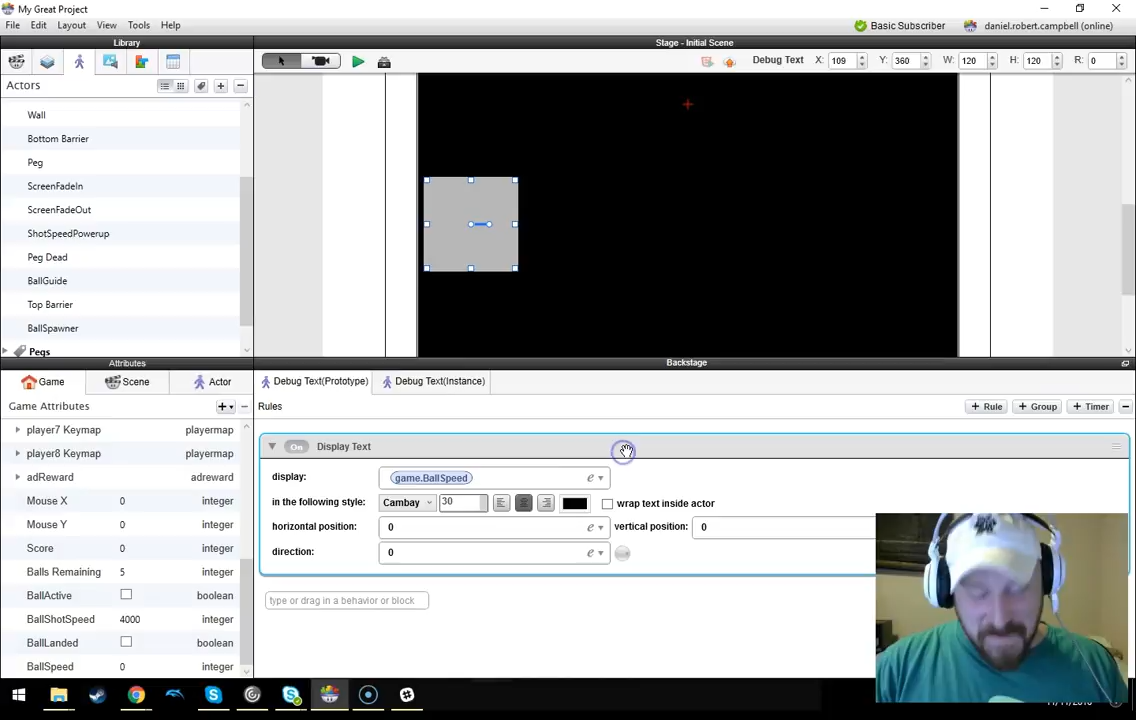 My Great Project
File Edit Layout View Tools Help
Basic Subscriber daniel.robert.campbell (online)
Library
Stage - Initial Scene
Debug Text X: 109 Y: 360 W: 120 H: 120 R: 0
Actors
Wall
Bottom Barrier
Peg
ScreenFadeIn
ScreenFadeOut
ShotSpeedPowerup
Peg Dead
BallGuide
Top Barrier
BallSpawner
Pegs
Attributes
Backstage
Game Scene Actor
Debug Text(Prototype) Debug Text(Instance)
Game Attributes
Rules
+ Rule + Group + Timer
player7 Keymap playermap
player8 Keymap playermap
adReward adreward
Mouse X 0 integer
Mouse Y 0 integer
Score 0 integer
Balls Remaining 5 integer
BallActive boolean
BallShotSpeed 4000 integer
BallLanded boolean
BallSpeed 0 integer
On Display Text
display: game.BallSpeed e
in the following style: Cambay 30 wrap text inside actor
horizontal position: 0 e vertical position: 0
direction: 0 e
type or drag in a behavior or block